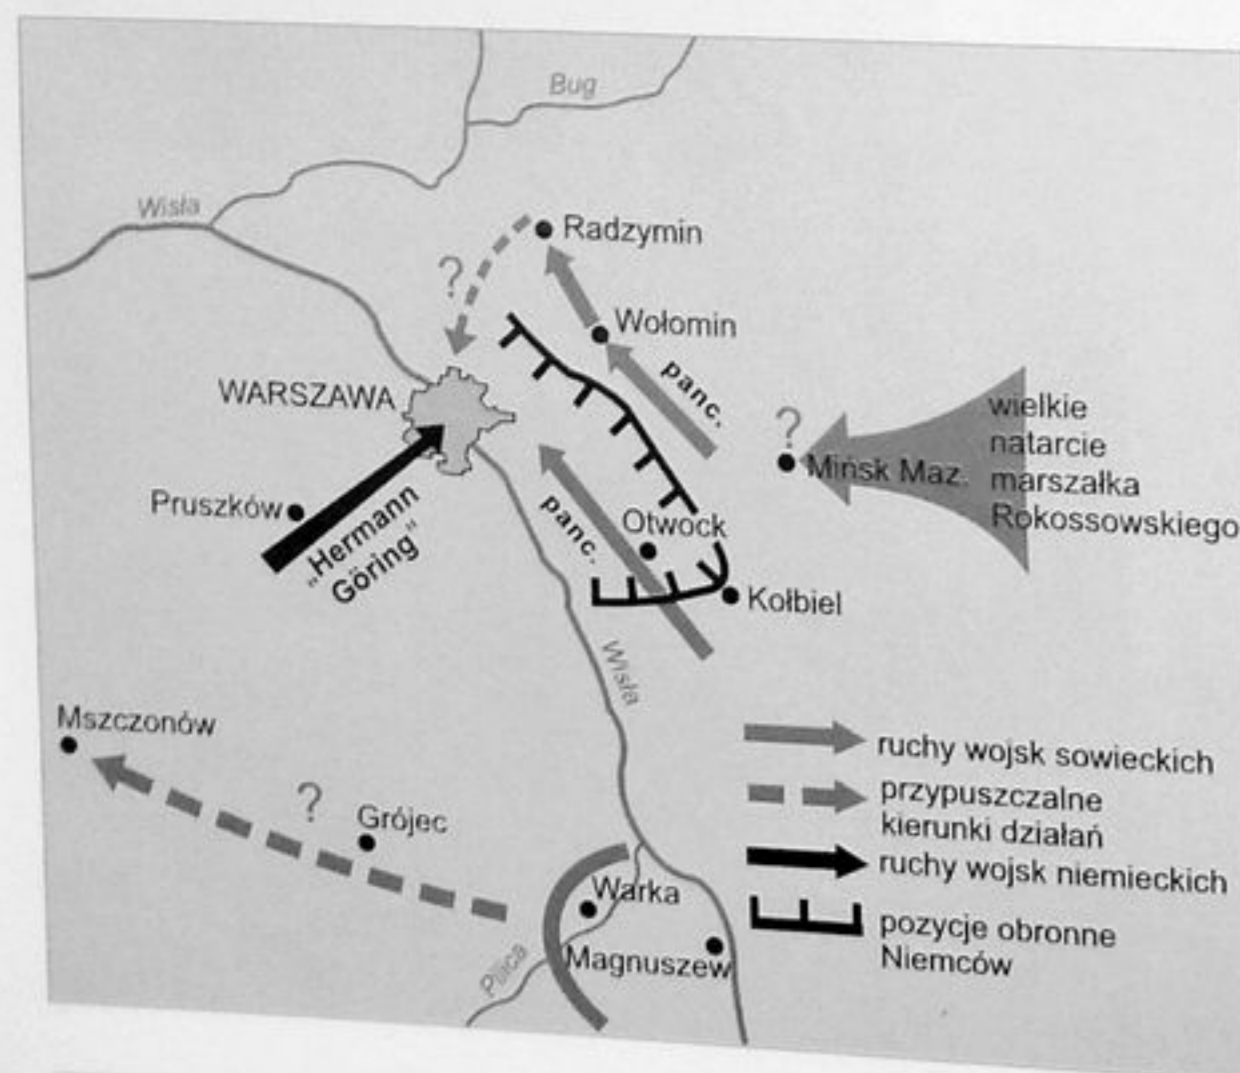 Bug
Wisła
Radzymin
?
Wołomin
panc.
WARSZAWA
wielkie
natarcie
marszałka
Rokossowskiego
?
Mińsk Maz.
Pruszków
„Hermann
Göring”
panc.
Otwock
Kołbiel
Wisła
Mszczonów
?
Grójec
Warka
Magnuszew
Pilica
ruchy wojsk sowieckich
przypuszczalne
kierunki działań
ruchy wojsk niemieckich
pozycje obronne
Niemców